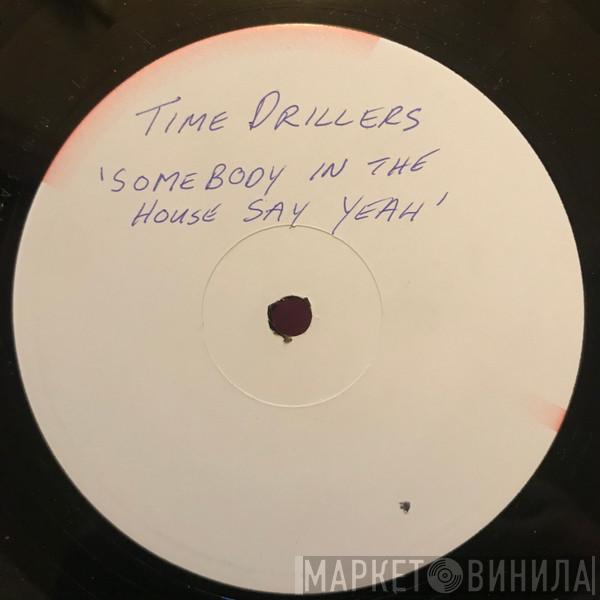 TIME DRILLERS
'SOMEBODY IN THE
HOUSE SAY YEAH'
МАРКЕТ ВИНИЛА